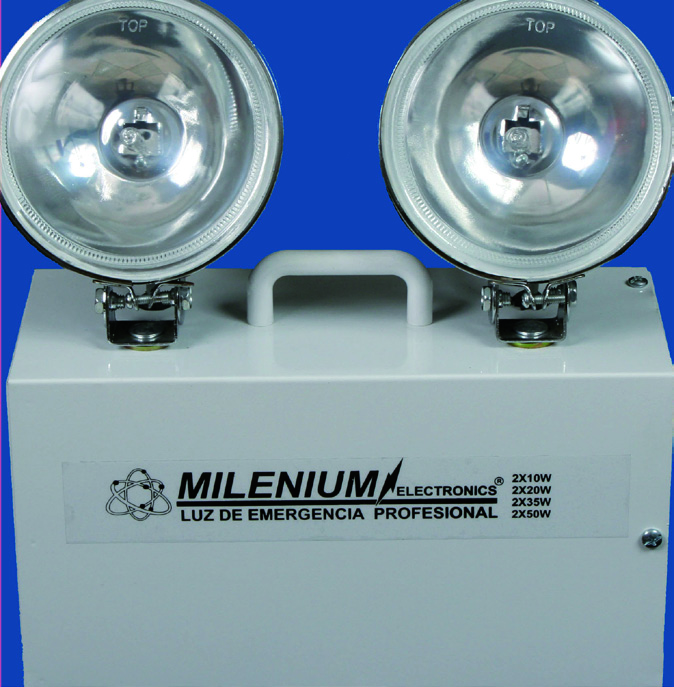 TOP
TOP
MILENIUM ELECTRONICS®
LUZ DE EMERGENCIA PROFESIONAL
2X10W
2X20W
2X35W
2X50W